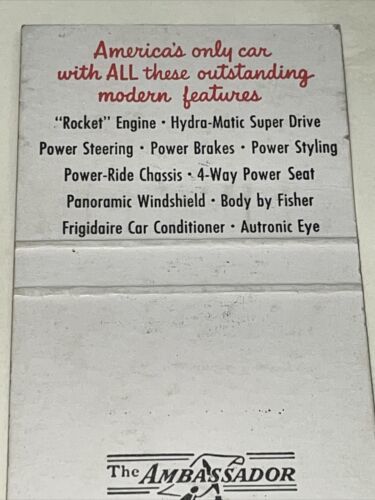 America's only car
with ALL these outstanding
modern features
"Rocket" Engine · Hydra-Matic Super Drive
Power Steering · Power Brakes · Power Styling
Power-Ride Chassis · 4-Way Power Seat
Panoramic Windshield · Body by Fisher
Frigidaire Car Conditioner · Autronic Eye
The AMBASSADOR